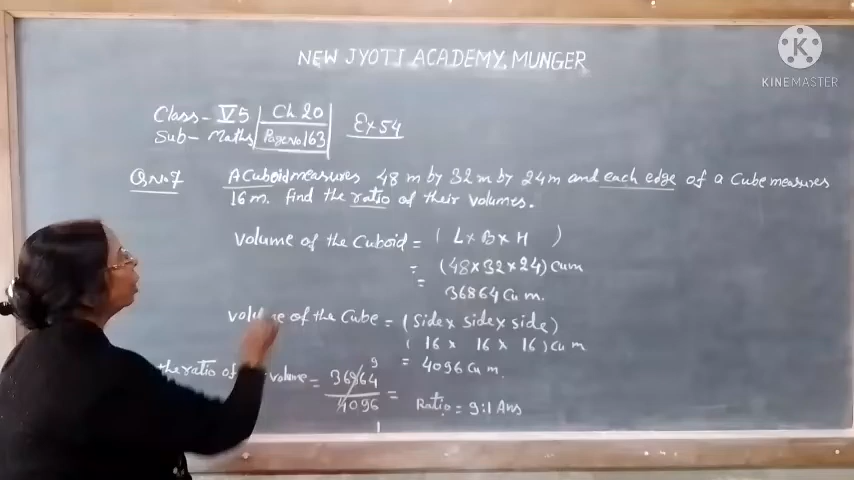 NEW JYOTI ACADEMY, MUNGER
K
KINEMASTER
Class - V5 Ch 20
Sub - Maths Page No 163 Ex 54
Q.No 7 A Cuboid measures 48 m by 32 m by 24 m and each edge of a Cube measures
16 m. find the ratio of their volumes.
volume of the Cuboid = ( L x B x H )
= (48 x 32 x 24) Cu m
= 36864 Cu m.
volume of the Cube = ( side x side x side )
( 16 x 16 x 16 ) Cu m
= 4096 Cu m.
the ratio of volume = 36864 9
4096 1 =
Ratio = 9:1 Ans